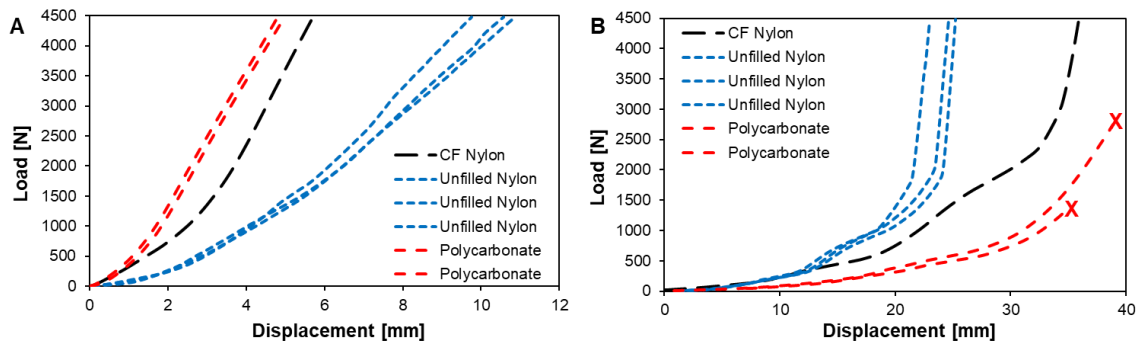 A
4500
4000
3500
3000
2500
2000
1500
1000
500
0
Load [N]
CF Nylon
Unfilled Nylon
Unfilled Nylon
Unfilled Nylon
Polycarbonate
Polycarbonate
0 2 4 6 8 10 12
Displacement [mm]
B
4500
4000
3500
3000
2500
2000
1500
1000
500
0
Load [N]
CF Nylon
Unfilled Nylon
Unfilled Nylon
Unfilled Nylon
Polycarbonate
Polycarbonate
X
X
0 10 20 30 40
Displacement [mm]